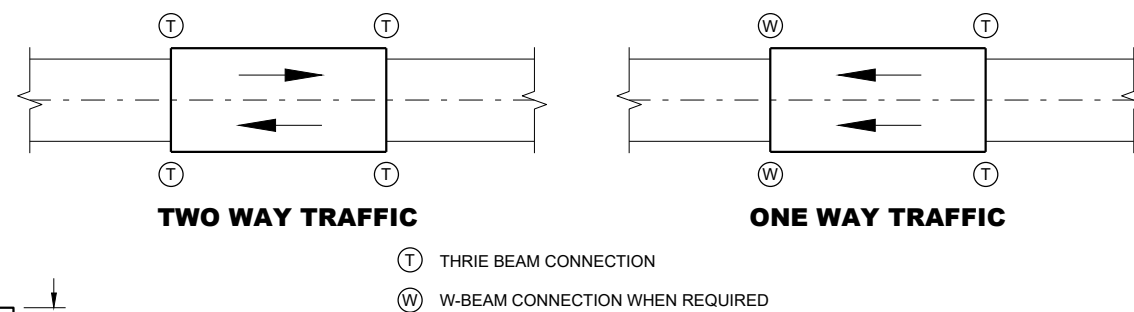 T T W T
T T W T
TWO WAY TRAFFIC ONE WAY TRAFFIC
T THRIE BEAM CONNECTION
W W-BEAM CONNECTION WHEN REQUIRED